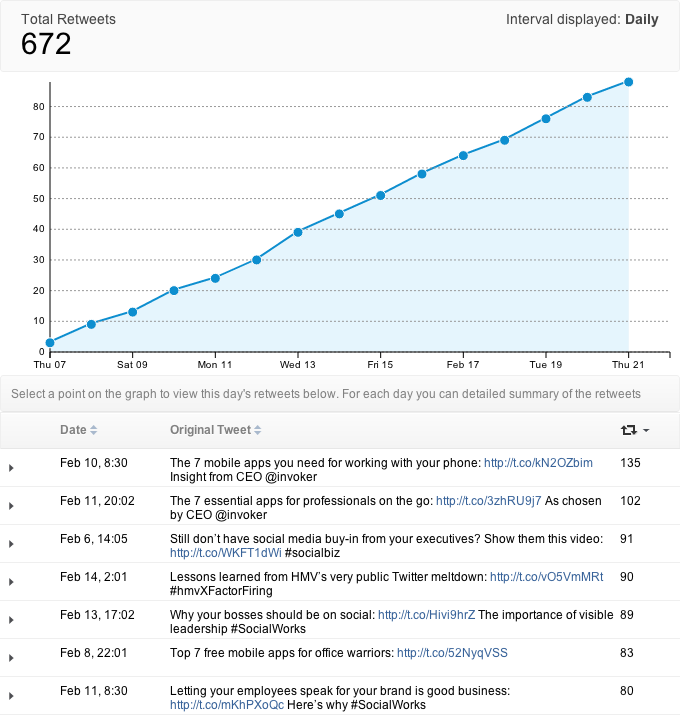 Total Retweets
Interval displayed: Daily
672
80
70
60
50
40
30
20
10
0
Thu 07
Sat 09
Mon 11
Wed 13
Fri 15
Feb 17
Tue 19
Thu 21
Select a point on the graph to view this day's retweets below. For each day you can detailed summary of the retweets
Date
Original Tweet
Feb 10, 8:30
The 7 mobile apps you need for working with your phone: http://t.co/kN2OZbim
Insight from CEO @invoker
135
Feb 11, 20:02
The 7 essential apps for professionals on the go: http://t.co/3zhRU9j7 As chosen
by CEO @invoker
102
Feb 6, 14:05
Still don't have social media buy-in from your executives? Show them this video:
http://t.co/WKFT1dWi #socialbiz
91
Feb 14, 2:01
Lessons learned from HMV's very public Twitter meltdown: http://t.co/vO5VmMRt
#hmvXFactorFiring
90
Feb 13, 17:02
Why your bosses should be on social: http://t.co/Hivi9hrZ The importance of visible
leadership #SocialWorks
89
Feb 8, 22:01
Top 7 free mobile apps for office warriors: http://t.co/52NyqVSS
83
Feb 11, 8:30
Letting your employees speak for your brand is good business:
http://t.co/mKhPXoQc Here's why #SocialWorks
80